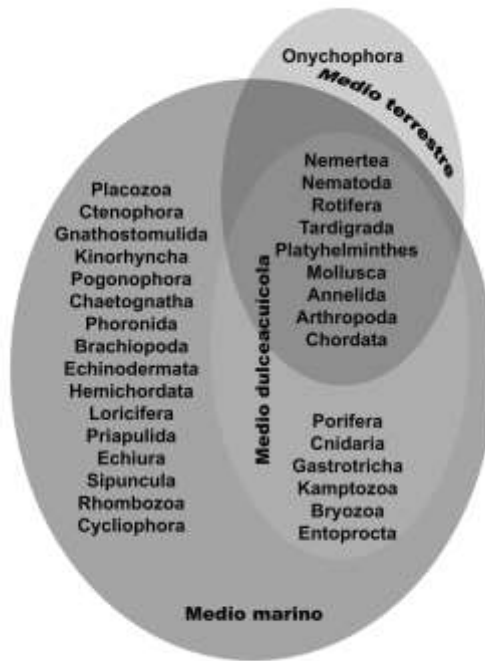 Onychophora
Medio terrestre
Nemertea
Nematoda
Rotifera
Tardigrada
Platyhelminthes
Mollusca
Annelida
Arthropoda
Chordata
Placozoa
Ctenophora
Gnathostomulida
Kinorhyncha
Pogonophora
Chaetognatha
Phoronida
Brachiopoda
Echinodermata
Hemichordata
Loricifera
Priapulida
Echiura
Sipuncula
Rhombozoa
Cycliophora
Medio dulceacuicola
Porifera
Cnidaria
Gastrotricha
Kamptozoa
Bryozoa
Entoprocta
Medio marino